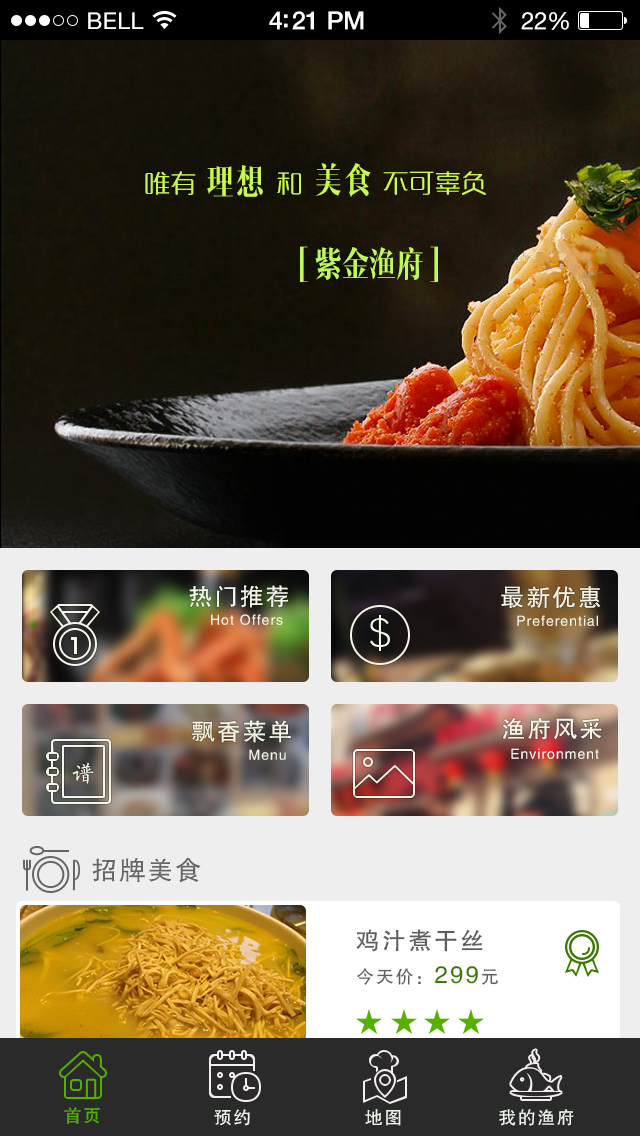 BELL 4:21 PM 22%
唯有 理想 和 美食 不可辜负
[ 紫金渔府 ]
热门推荐
Hot Offers
1
最新优惠
Preferential
$
飘香菜单
Menu
谱
渔府风采
Environment
招牌美食
鸡汁煮干丝
今天价：299元
首页
预约
地图
我的渔府